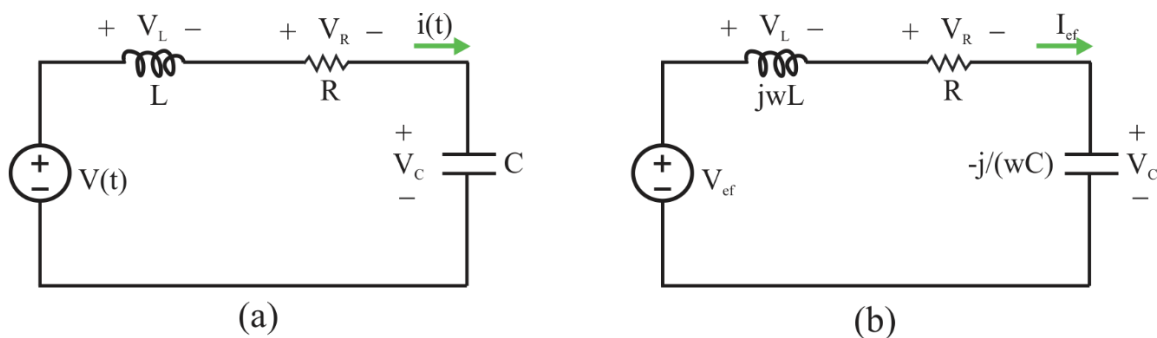 + V_L − + V_R − i(t)
L R
+
V(t) V_C C
−
(a)
+ V_L − + V_R − I_ef
jwL R
+
V_ef -j/(wC) V_C
−
(b)